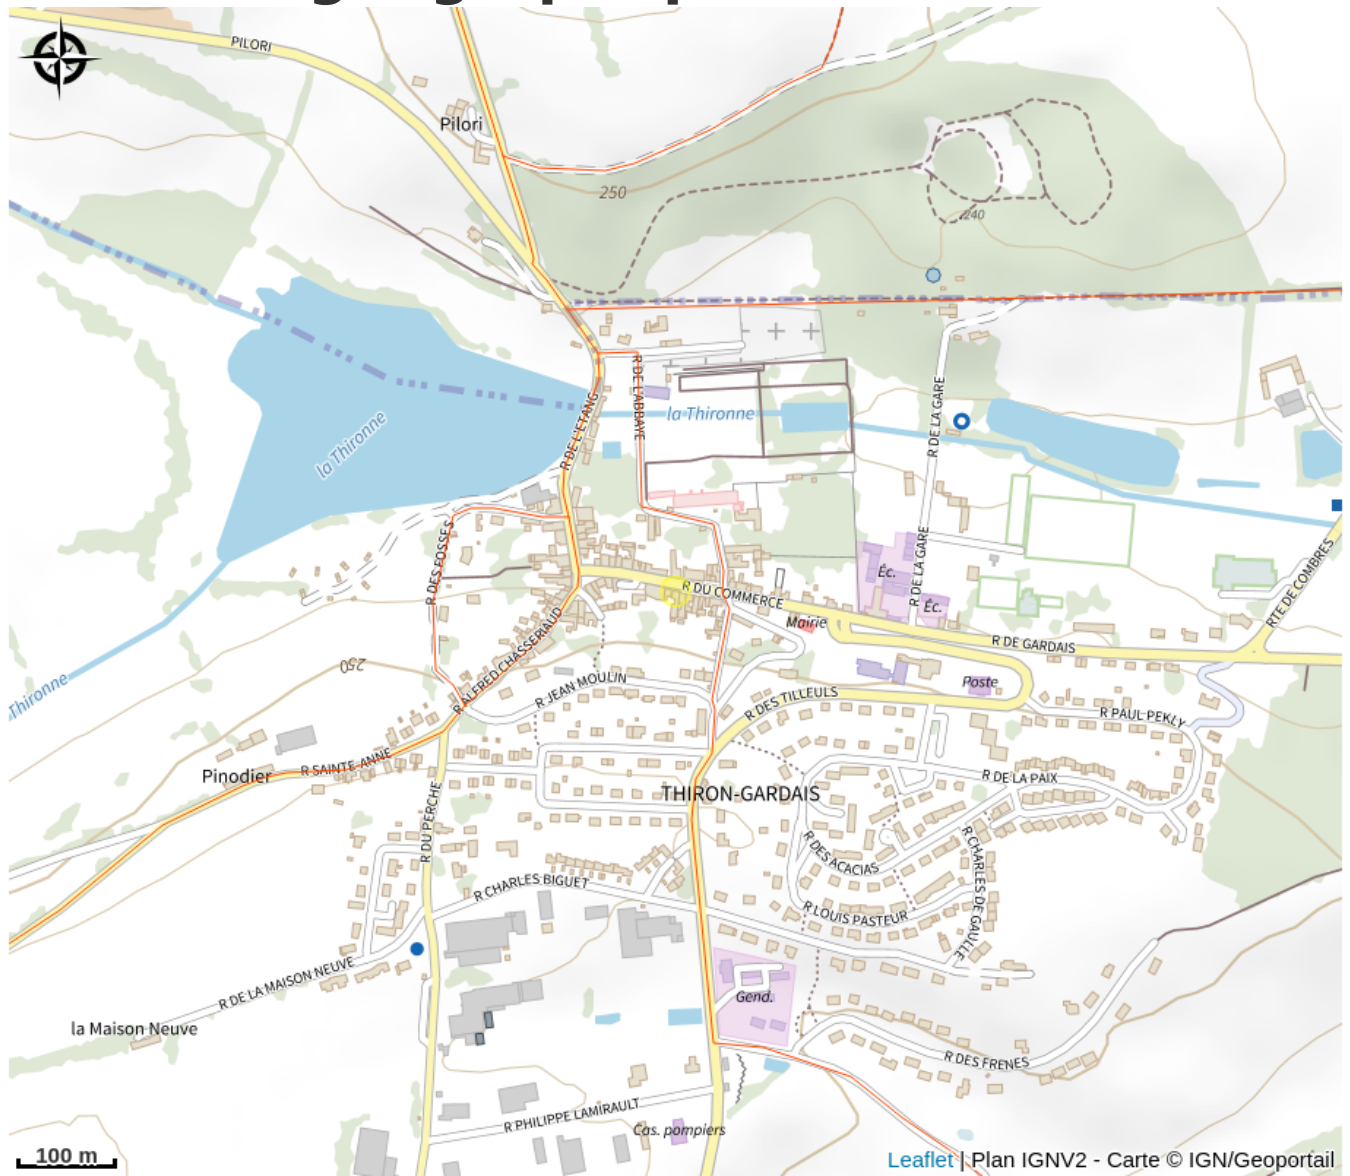 PILORI
Pilori
250
240
la Thironne
R DE L'ETANG
R DE L'ABBAYE
la Thironne
R DE LA GARE
R DES FOSSES
R DE LA GARE
Éc.
Éc.
RTE DE COMBRES
R DU COMMERCE
Mairie
R DE GARDAIS
250
R ALFRED CHASSERIAUD
Thironne
R JEAN MOULIN
R DES TILLEULS
Poste
R PAUL PEKLY
Pinodier
R SAINTE-ANNE
R DE LA PAIX
THIRON-GARDAIS
R DU PERCHE
R DES ACACIAS
R CHARLES DE GAULLE
R CHARLES BIGUET
R LOUIS PASTEUR
R DE LA MAISON NEUVE
Gend.
la Maison Neuve
R DES FRENES
R PHILIPPE LAMIRAULT
Cas. pompiers
100 m
Leaflet | Plan IGNV2 - Carte © IGN/Geoportail